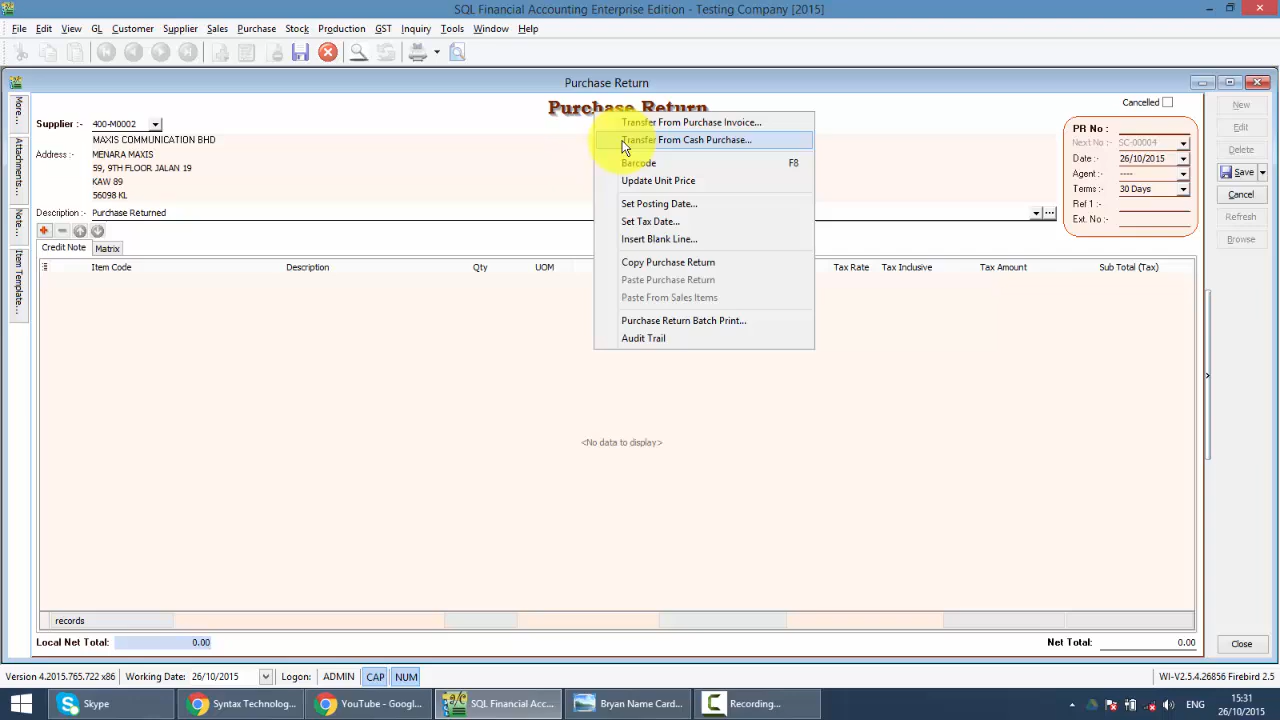 SQL Financial Accounting Enterprise Edition - Testing Company [2015]
File Edit View GL Customer Supplier Sales Purchase Stock Production GST Inquiry Tools Window Help
Purchase Return
Purchase Return
Cancelled
More...
Attachments...
Note...
Item Template...
Supplier :- 400-M0002
MAXIS COMMUNICATION BHD
Address :- MENARA MAXIS
59, 9TH FLOOR JALAN 19
KAW 89
56098 KL
Description :- Purchase Returned
Transfer From Purchase Invoice...
Transfer From Cash Purchase...
Barcode F8
Update Unit Price
Set Posting Date...
Set Tax Date...
Insert Blank Line...
Copy Purchase Return
Paste Purchase Return
Paste From Sales Items
Purchase Return Batch Print...
Audit Trail
PR No :
Next No : SC-00004
Date : 26/10/2015
Agent : ----
Terms : 30 Days
Ref 1 :
Ext. No :
New
Edit
Delete
Save
Cancel
Refresh
Browse
Credit Note Matrix
Item Code Description Qty UOM Tax Rate Tax Inclusive Tax Amount Sub Total (Tax)
<No data to display>
records
Local Net Total: 0.00 Net Total: 0.00
Close
Version 4.2015.765.722 x86 Working Date: 26/10/2015 Logon: ADMIN CAP NUM WI-V2.5.4.26856 Firebird 2.5
Skype Syntax Technolog... YouTube - Googl... SQL Financial Acc... Bryan Name Card... Recording...
15:31
26/10/2015